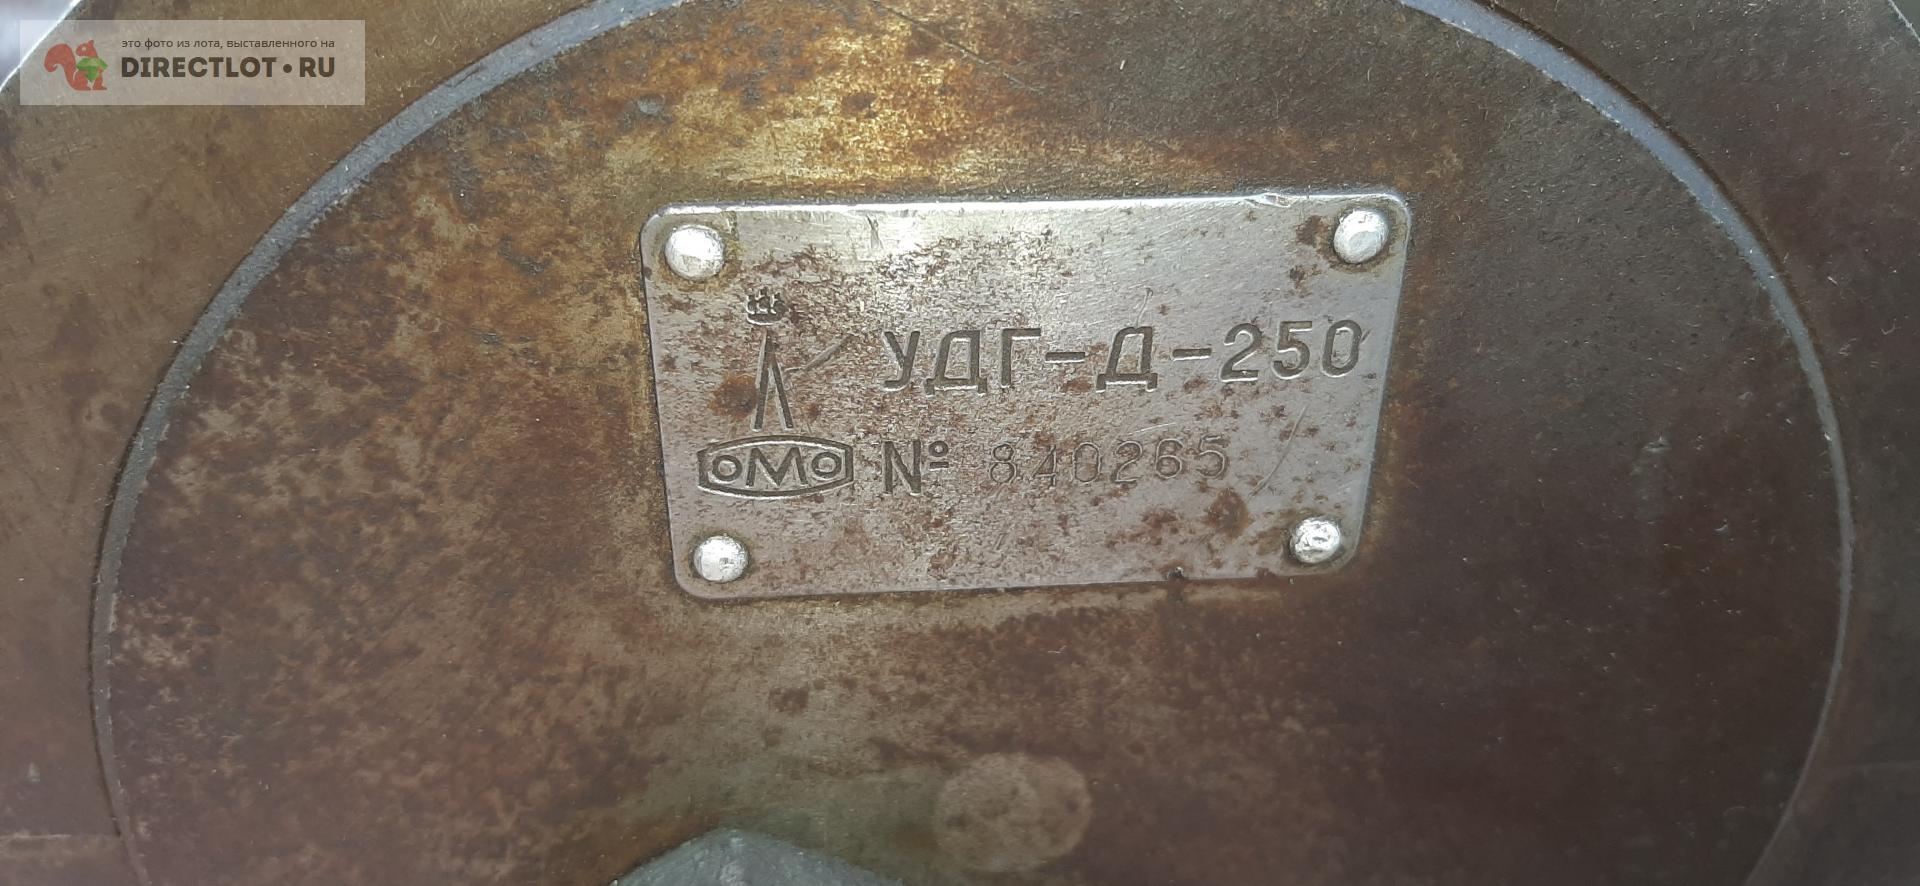 это фото из лота, выставленного на
DIRECTLOT•RU
УДГ-Д-250
ОМО № 840265